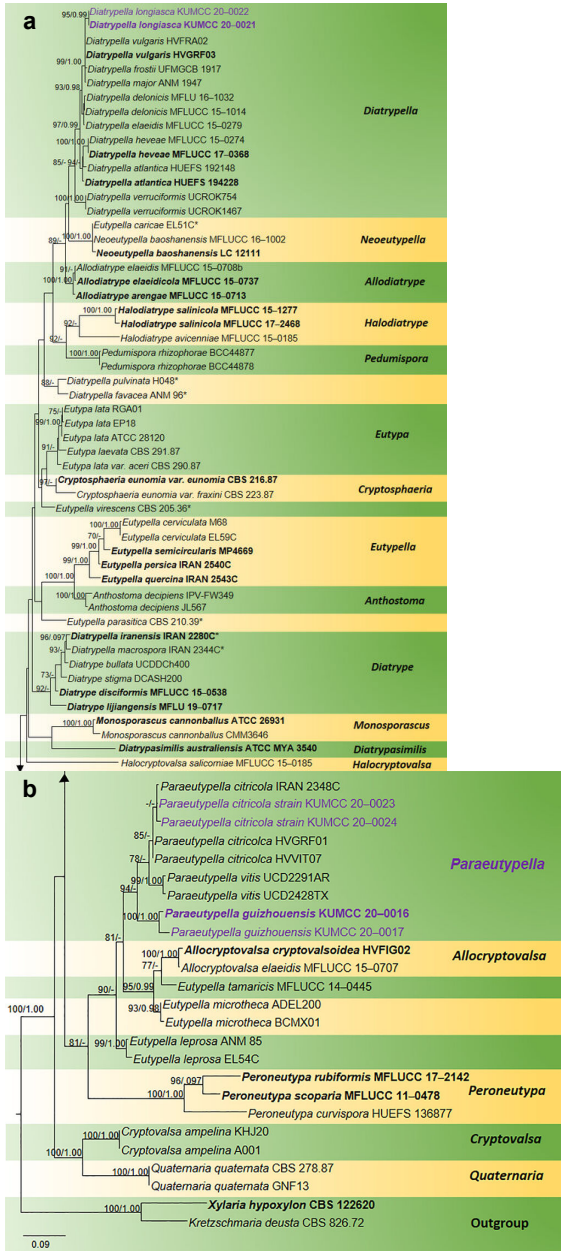 a
95/0.99
Diatrypella longiasca KUMCC 20–0022
Diatrypella longiasca KUMCC 20–0021
Diatrypella vulgaris HVFRA02
Diatrypella vulgaris HVGRF03
99/1.00
Diatrypella frostii UFMGCB 1917
Diatrypella major ANM 1947
93/0.98
Diatrypella delonicis MFLU 16–1032
Diatrypella delonicis MFLUCC 15–1014
Diatrypella
97/0.99
Diatrypella elaeidis MFLUCC 15–0279
Diatrypella heveae MFLUCC 15–0274
100/1.00
Diatrypella heveae MFLUCC 17–0368
85/- 94/-
Diatrypella atlantica HUEFS 192148
Diatrypella atlantica HUEFS 194228
Diatrypella verruciformis UCROK754
100/1.00
Diatrypella verruciformis UCROK1467
Eutypella caricae EL51C*
89/- 100/1.00
Neoeutypella baoshanensis MFLUCC 16–1002
Neoeutypella
Neoeutypella baoshanensis LC 12111
91/-
Allodiatrype elaeidis MFLUCC 15–0708b
100/1.00
Allodiatrype elaeidicola MFLUCC 15–0737
Allodiatrype
Allodiatrype arengae MFLUCC 15–0713
100/1.00
Halodiatrype salinicola MFLUCC 15–1277
92/-
Halodiatrype salinicola MFLUCC 17–2468
Halodiatrype
Halodiatrype avicenniae MFLUCC 15–0185
92/-
100/1.00
Pedumispora rhizophorae BCC44877
Pedumispora
Pedumispora rhizophorae BCC44878
88/-
Diatrypella pulvinata H048*
Diatrypella favacea ANM 96*
75/-
Eutypa lata RGA01
99/1.00
Eutypa lata EP18
Eutypa lata ATCC 28120
Eutypa
91/-
Eutypa laevata CBS 291.87
Eutypa lata var. aceri CBS 290.87
Cryptosphaeria eunomia var. eunomia CBS 216.87
97/-
Cryptosphaeria eunomia var. fraxini CBS 223.87
Cryptosphaeria
Eutypella virescens CBS 205.36*
100/1.00
Eutypella cerviculata M68
70/-
Eutypella cerviculata EL59C
99/1.00
Eutypella semicircularis MP4669
Eutypella
99/1.00
Eutypella persica IRAN 2540C
100/1.00
Eutypella quercina IRAN 2543C
100/1.00
Anthostoma decipiens IPV-FW349
Anthostoma
Anthostoma decipiens JL567
Eutypella parasitica CBS 210.39*
96/.097
Diatrypella iranensis IRAN 2280C*
93/-
Diatrypella macrospora IRAN 2344C*
Diatrype bullata UCDDCh400
Diatrype
73/-
Diatrype stigma DCASH200
92/-
Diatrype disciformis MFLUCC 15–0538
Diatrype lijiangensis MFLU 19–0717
100/1.00
Monosporascus cannonballus ATCC 26931
Monosporascus
Monosporascus cannonballus CMM3646
Diatrypasimilis australiensis ATCC MYA 3540
Diatrypasimilis
Halocryptovalsa salicorniae MFLUCC 15–0185
Halocryptovalsa
b
Paraeutypella citricola IRAN 2348C
-/-
Paraeutypella citricola strain KUMCC 20–0023
Paraeutypella citricola strain KUMCC 20–0024
85/-
Paraeutypella citricolca HVGRF01
78/-
Paraeutypella citricolca HVVIT07
Paraeutypella
99/1.00
Paraeutypella vitis UCD2291AR
94/-
Paraeutypella vitis UCD2428TX
100/1.00
Paraeutypella guizhouensis KUMCC 20–0016
Paraeutypella guizhouensis KUMCC 20–0017
81/-
100/1.00
Allocryptovalsa cryptovalsoidea HVFIG02
Allocryptovalsa
77/-
Allocryptovalsa elaeidis MFLUCC 15–0707
90/- 95/0.99
Eutypella tamaricis MFLUCC 14–0445
93/0.98
Eutypella microtheca ADEL200
Eutypella microtheca BCMX01
100/1.00
99/1.00
Eutypella leprosa ANM 85
81/-
Eutypella leprosa EL54C
96/.097
Peroneutypa rubiformis MFLUCC 17–2142
100/1.00
Peroneutypa scoparia MFLUCC 11–0478
Peroneutypa
Peroneutypa curvispora HUEFS 136877
100/1.00
Cryptovalsa ampelina KHJ20
Cryptovalsa
Cryptovalsa ampelina A001
100/1.00
100/1.00
Quaternaria quaternata CBS 278.87
Quaternaria
Quaternaria quaternata GNF13
100/1.00
Xylaria hypoxylon CBS 122620
Kretzschmaria deusta CBS 826.72
Outgroup
0.09